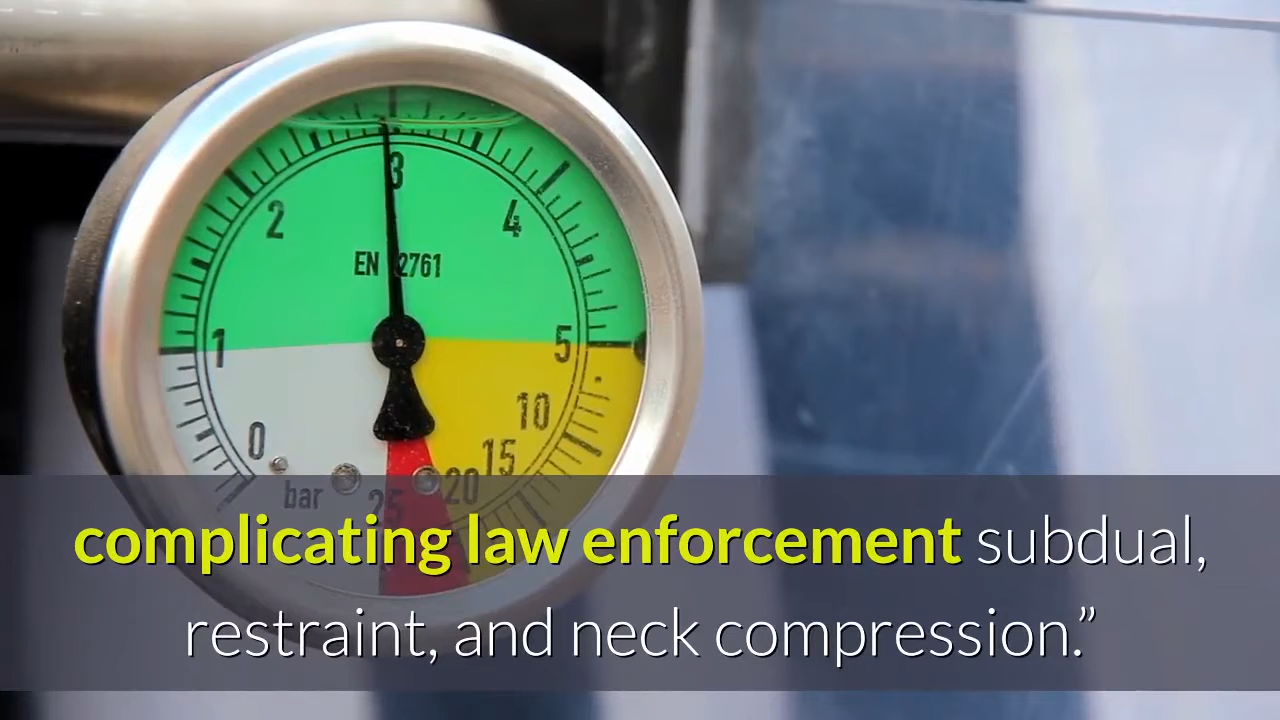 3
2
4
EN 2761
1
5
10
0
15
20
bar
25
complicating law enforcement subdual,
restraint, and neck compression.”